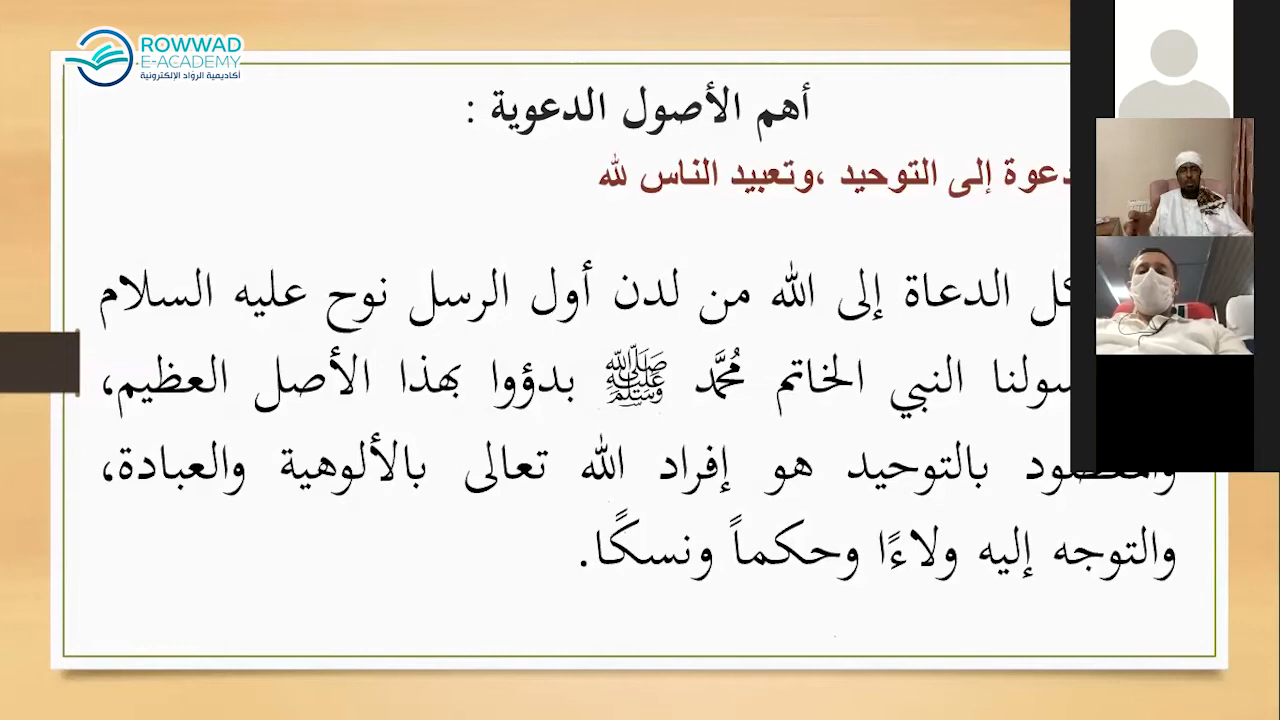 ROWWAD
E-ACADEMY
أكاديمية الرواد الإلكترونية
أهم الأصول الدعوية :
إلى التوحيد ،وتعبيد الناس لله
كل الدعاة إلى الله من لدن أول الرسل نوح عليه السلام
النبي الخاتم مُحَمَّد ﷺ بدؤوا بهذا الأصل العظيم،
بالتوحيد هو إفراد الله تعالى بالألوهية والعبادة،
والتوجه إليه ولاءًا وحكماً ونسكًا.